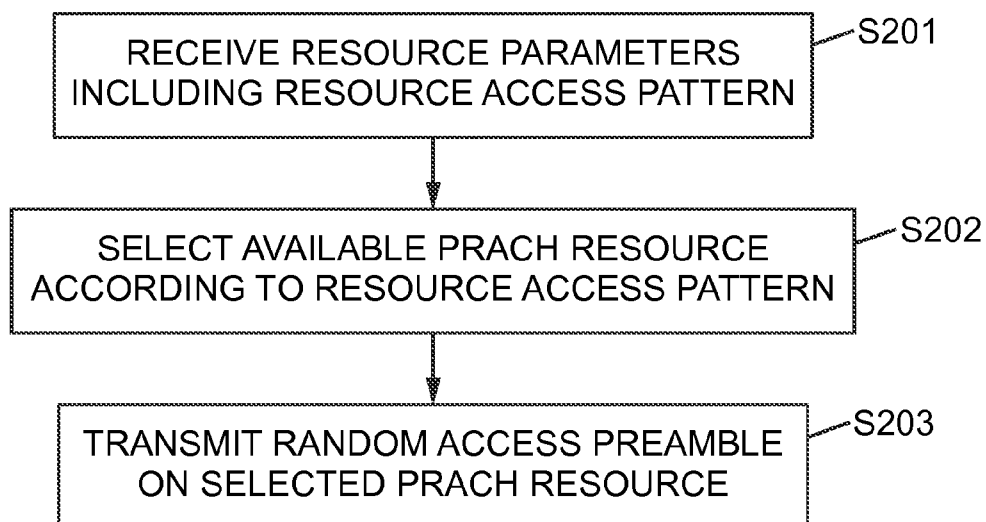 RECEIVE RESOURCE PARAMETERS
INCLUDING RESOURCE ACCESS PATTERN
S201
SELECT AVAILABLE PRACH RESOURCE
ACCORDING TO RESOURCE ACCESS PATTERN
S202
TRANSMIT RANDOM ACCESS PREAMBLE
ON SELECTED PRACH RESOURCE
S203